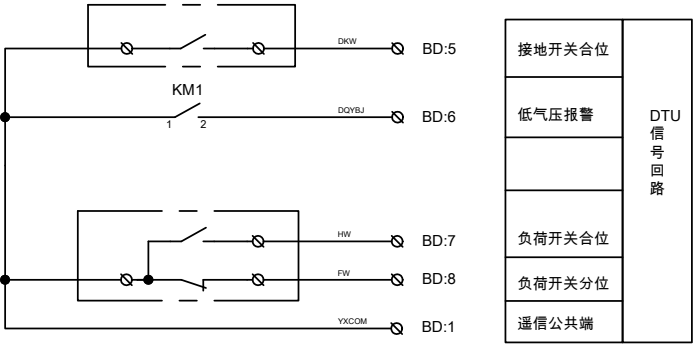 DKW
BD:5
接地开关合位
KM1
1 2
DQYBJ
BD:6
低气压报警
DTU
信
号
回
路
HW
BD:7
负荷开关合位
FW
BD:8
负荷开关分位
YXCOM
BD:1
遥信公共端